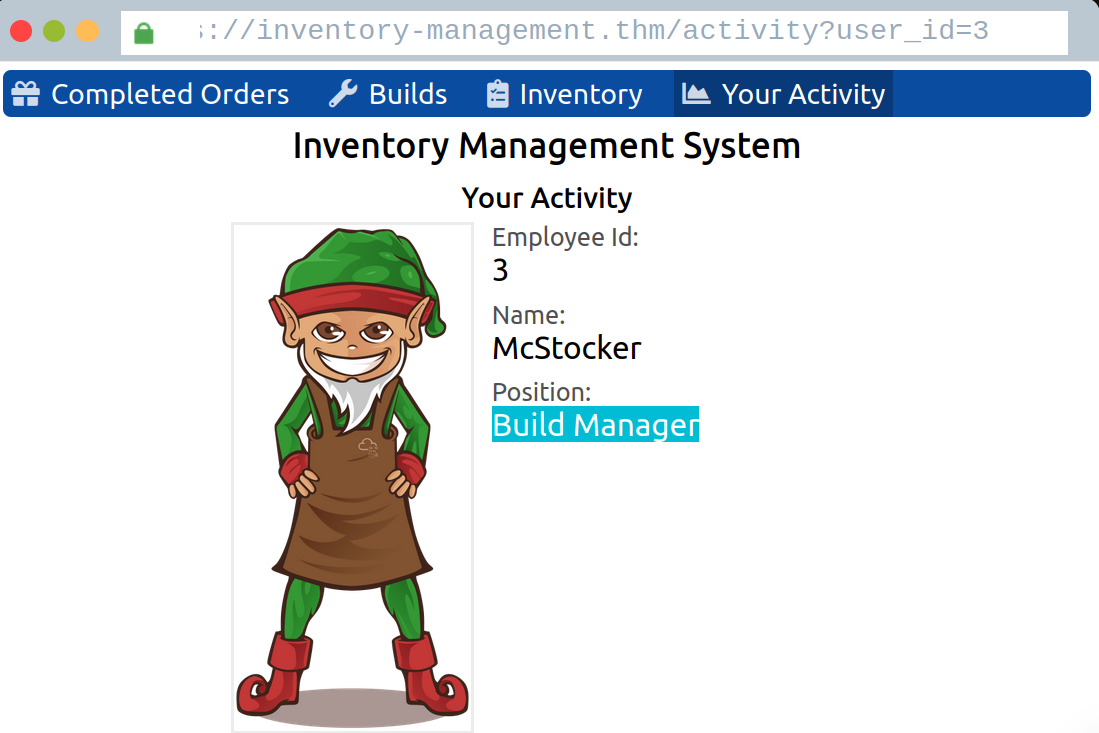 s://inventory-management.thm/activity?user_id=3
Completed Orders Builds Inventory Your Activity
Inventory Management System
Your Activity
Employee Id:
3
Name:
McStocker
Position:
Build Manager